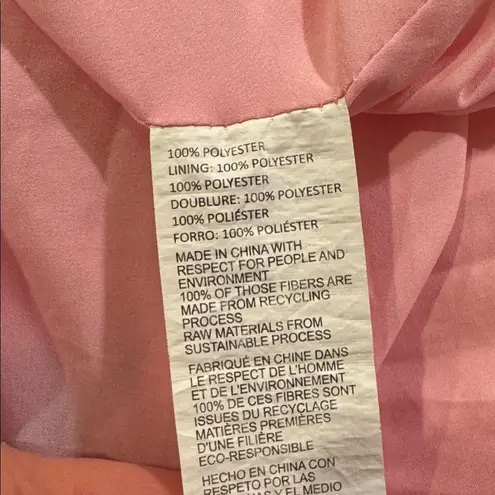 100% POLYESTER
LINING: 100% POLYESTER
100% POLYESTER
DOUBLURE: 100% POLYESTER
100% POLIÉSTER
FORRO: 100% POLIÉSTER
MADE IN CHINA WITH
RESPECT FOR PEOPLE AND
ENVIRONMENT
100% OF THOSE FIBERS ARE
MADE FROM RECYCLING
PROCESS
RAW MATERIALS FROM
SUSTAINABLE PROCESS
FABRIQUÉ EN CHINE DANS
LE RESPECT DE L'HOMME
ET DE L'ENVIRONNEMENT
100% DE CES FIBRES SONT
ISSUES DU RECYCLAGE
MATIÈRES PREMIÈRES
D'UNE FILIÈRE
ECO-RESPONSIBLE
HECHO EN CHINA CON
RESPETO POR LAS
Y EL MEDIO